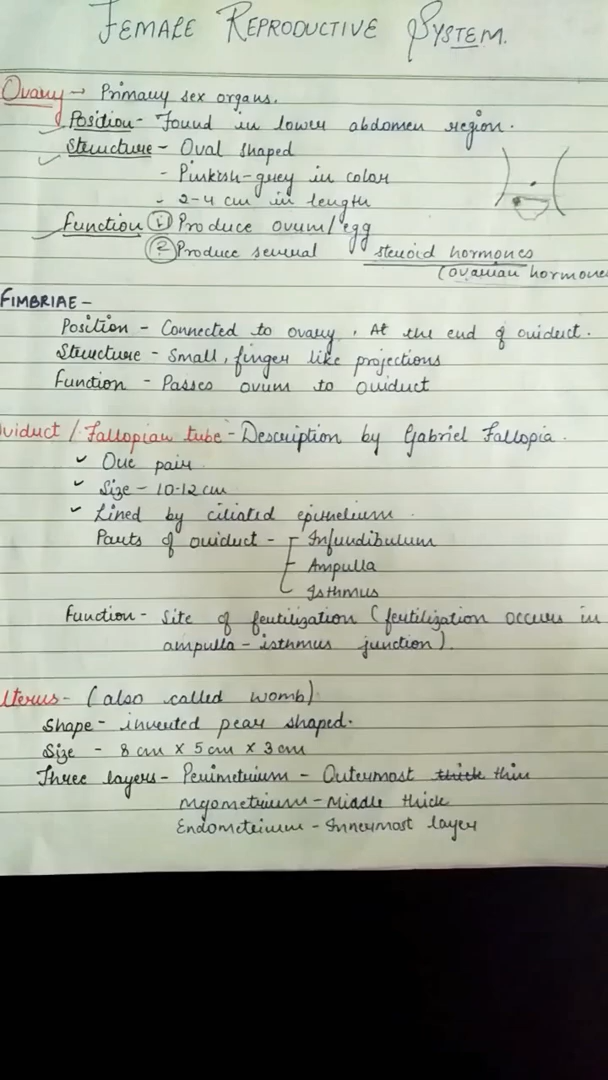 FEMALE REPRODUCTIVE SYSTEM.
Ovary → Primary sex organs.
Position - Found in lower abdomen region.
Structure - Oval shaped
- Pinkish-grey in color
- 2-4 cm in length
Function ① Produce ovum/egg
② Produce several steroid hormones
(ovarian hormones
FIMBRIAE -
Position - Connected to ovary, At the end of oviduct.
Structure - Small, finger like projections
Function - Passes ovum to oviduct
viduct / Fallopian tube - Description by Gabriel Fallopia.
✓ One pair
✓ Size - 10-12 cm
✓ Lined by ciliated epithelium.
Parts of oviduct - Infundibulum
Ampulla
Isthmus
Function - Site of fertilization (fertilization occurs in
ampulla - isthmus junction).
Uterus - (also called womb)
Shape - inverted pear shaped.
Size - 8 cm x 5 cm x 3 cm
Three layers - Perimetrium - Outermost thick thin
Myometrium - Middle thick
Endometrium - Innermost layer